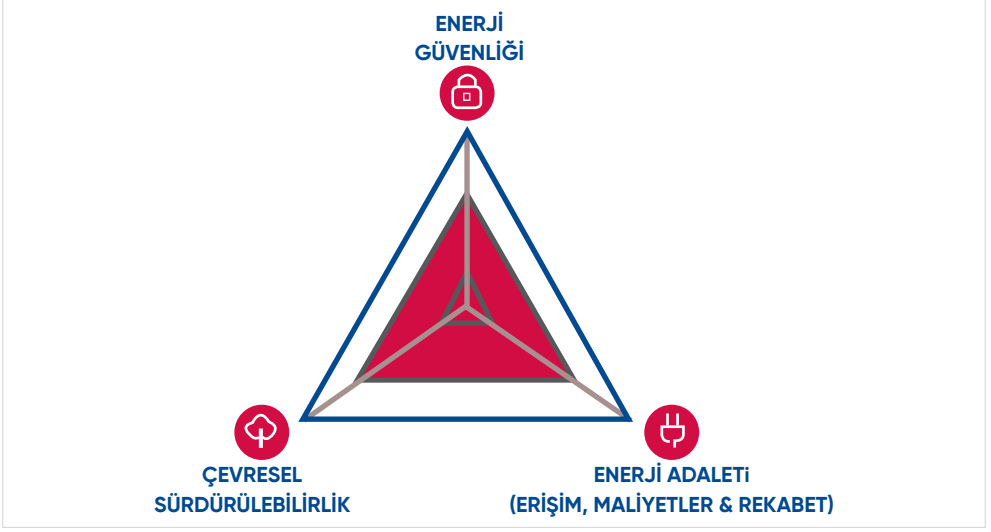 ENERJİ
GÜVENLİĞİ
ÇEVRESEL
SÜRDÜRÜLEBİLİRLİK
ENERJİ ADALETi
(ERİŞİM, MALİYETLER & REKABET)